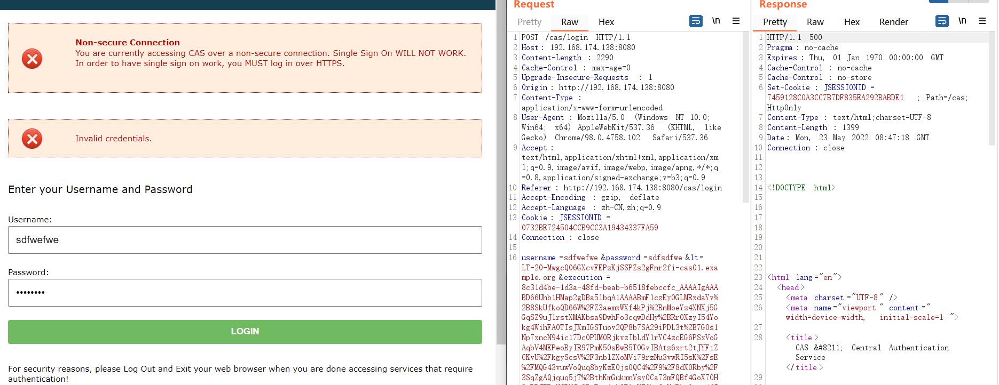 Non-secure Connection
You are currently accessing CAS over a non-secure connection. Single Sign On WILL NOT WORK.
In order to have single sign on work, you MUST log in over HTTPS.
Invalid credentials.
Enter your Username and Password
Username:
sdfwefwe
Password:
••••••••
LOGIN
For security reasons, please Log Out and Exit your web browser when you are done accessing services that require
authentication!
Request
Pretty Raw Hex \n
1 POST /cas/login HTTP/1.1
2 Host: 192.168.174.138:8080
3 Content-Length : 2290
4 Cache-Control : max-age=0
5 Upgrade-Insecure-Requests : 1
6 Origin: http://192.168.174.138:8080
7 Content-Type :
application/x-www-form-urlencoded
8 User-Agent : Mozilla/5.0 (Windows NT 10.0;
Win64; x64) AppleWebKit/537.36 (KHTML, like
Gecko) Chrome/98.0.4758.102 Safari/537.36
9 Accept :
text/html,application/xhtml+xml,application/xm
l;q=0.9,image/avif,image/webp,image/apng,*/*;q
=0.8,application/signed-exchange;v=b3;q=0.9
10 Referer : http://192.168.174.138:8080/cas/login
11 Accept-Encoding : gzip, deflate
12 Accept-Language : zh-CN,zh;q=0.9
13 Cookie : JSESSIONID =
0732BE724504CCB9CC3A19434337FA59
14 Connection : close
15
16 username =sdfwefwe &password =sdfsdfwe &lt=
LT-20-MwgcQ06GXcvFEPzKjSSPZs2gFnr2fi-cas01.exa
mple.org &execution =
8c31d4be-1d3a-48fd-beab-b6518febccfc_AAAAIgAAA
BD66Uhb1HMap2gDBa51bqA1AAAABmFlczEyOGLMRxdaYv%
2B8SkUfkoQD66W%2FZ3aemxWXf4kPj%2BnMoeYz4XNXj5G
GqSZ9uJ1rstXMAKbsa9DwhFo3cqwDdHy%2BRr0XzyI54Yo
kg4WihFA0TIsJXmIGSTuov2QP8b7SA29iPDL3t%2B7G0s1
Np7xncN94ic17Dc0PUM0RjkvzIbLdYlrYC4zcEG6PSxVoG
AqbV4MEPeoByIR97PmK50sBwB5T0GvIBAtz6xrt2tJYFiZ
CKvU%2FkgyScsV%2F3nblZXoMVi79rzNu3vwRI5sK%2FsE
%2FMQG43vuwVoQuq8byKzE0js0QC4%2F9%2F8dX0Rby%2F
3SqZgAQjquq5jT%2BthKmGukmnVsy0Ca73mFQBf4GoX70H
Response
Pretty Raw Hex Render \n
1 HTTP/1.1 500
2 Pragma : no-cache
3 Expires : Thu, 01 Jan 1970 00:00:00 GMT
4 Cache-Control : no-cache
5 Cache-Control : no-store
6 Set-Cookie : JSESSIONID =
7459128C0A3CC7B7DF835EA292BABDE1 ; Path=/cas;
HttpOnly
7 Content-Type : text/html;charset=UTF-8
8 Content-Length : 1399
9 Date : Mon, 23 May 2022 08:47:18 GMT
10 Connection : close
11
12
13
14 <!DOCTYPE html>
15
16
17
18
19
20
21
22
23 <html lang ="en">
24 <head>
25 <meta charset ="UTF-8" />
26 <meta name="viewport " content ="
width=device-width, initial-scale=1 ">
27
28 <title>
CAS &#8211; Central Authentication
Service
</title>
29